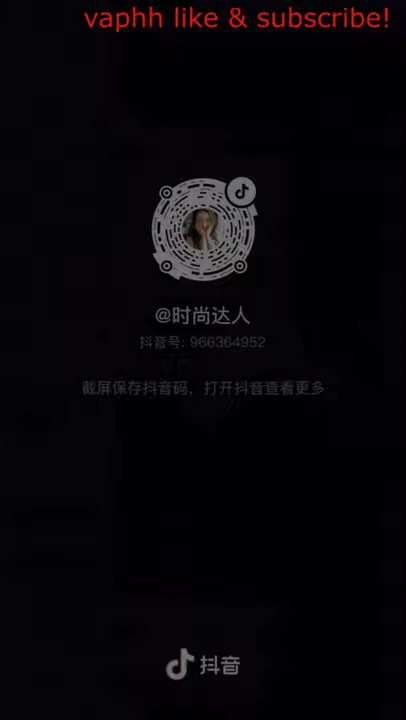 vaphh like & subscribe!
@时尚达人
抖音号: 966364952
截屏保存抖音码，打开抖音查看更多
抖音